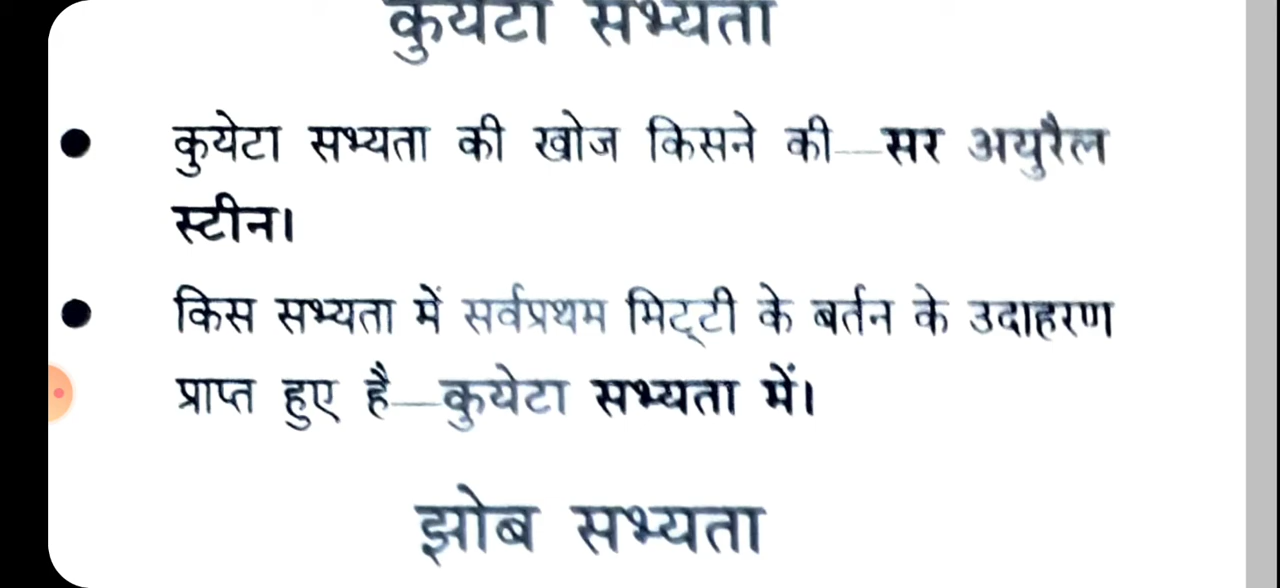 कुयेटा सभ्यता
कुयेटा सभ्यता की खोज किसने की—सर अयुरैल
स्टीन।
किस सभ्यता में सर्वप्रथम मिट्टी के बर्तन के उदाहरण
प्राप्त हुए है—कुयेटा सभ्यता में।
झोब सभ्यता